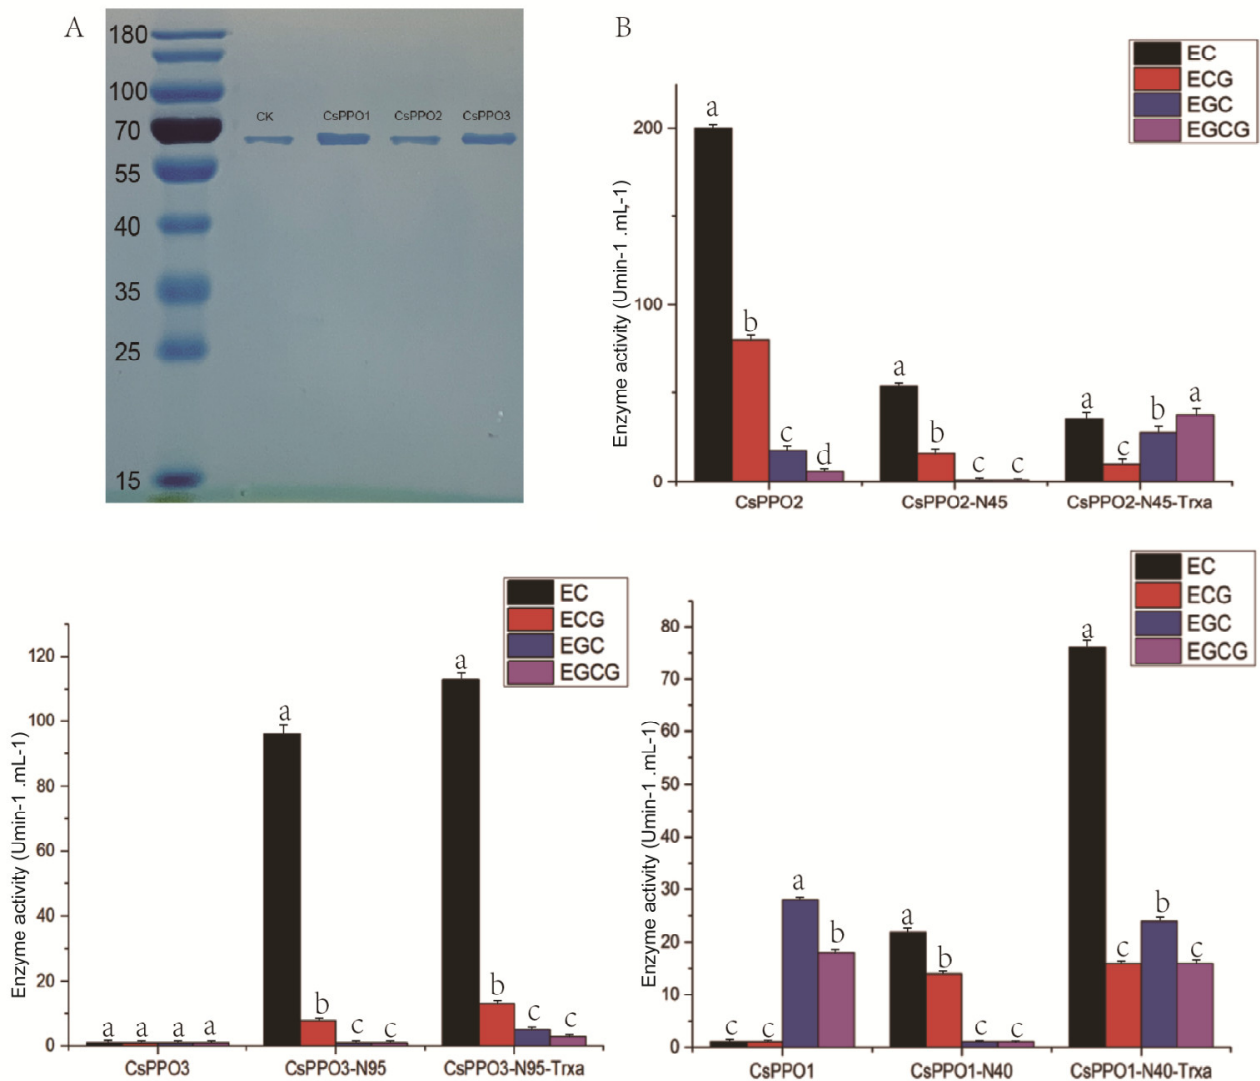 A
180
100
70
55
40
35
25
15
CK CsPPO1 CsPPO2 CsPPO3
B
EC
ECG
EGC
EGCG
Enzyme activity (Umin-1 .mL-1)
200
100
0
a b c d
a b c c
a c b a
CsPPO2 CsPPO2-N45 CsPPO2-N45-Trxa
EC
ECG
EGC
EGCG
Enzyme activity (Umin-1 .mL-1)
120
100
80
60
40
20
0
a a a a
a b c c
a b c c
CsPPO3 CsPPO3-N95 CsPPO3-N95-Trxa
EC
ECG
EGC
EGCG
Enzyme activity (Umin-1 .mL-1)
80
70
60
50
40
30
20
10
0
c c a b
a b c c
a c b c
CsPPO1 CsPPO1-N40 CsPPO1-N40-Trxa